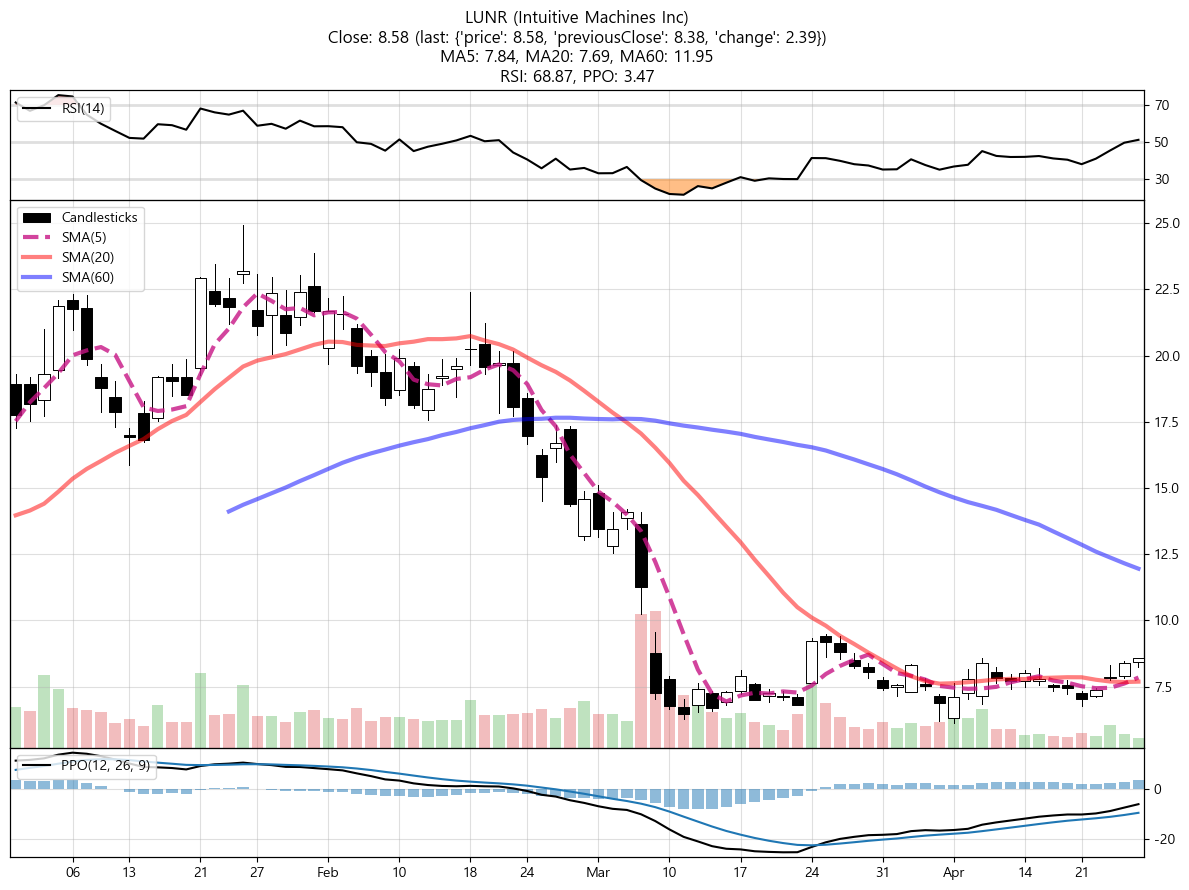 LUNR (Intuitive Machines Inc)
Close: 8.58 (last: {'price': 8.58, 'previousClose': 8.38, 'change': 2.39})
MA5: 7.84, MA20: 7.69, MA60: 11.95
RSI: 68.87, PPO: 3.47
RSI(14)
70
50
30
Candlesticks
SMA(5)
SMA(20)
SMA(60)
25.0
22.5
20.0
17.5
15.0
12.5
10.0
7.5
PPO(12, 26, 9)
0
-20
06 13 21 27 Feb 10 18 24 Mar 10 17 24 31 Apr 14 21